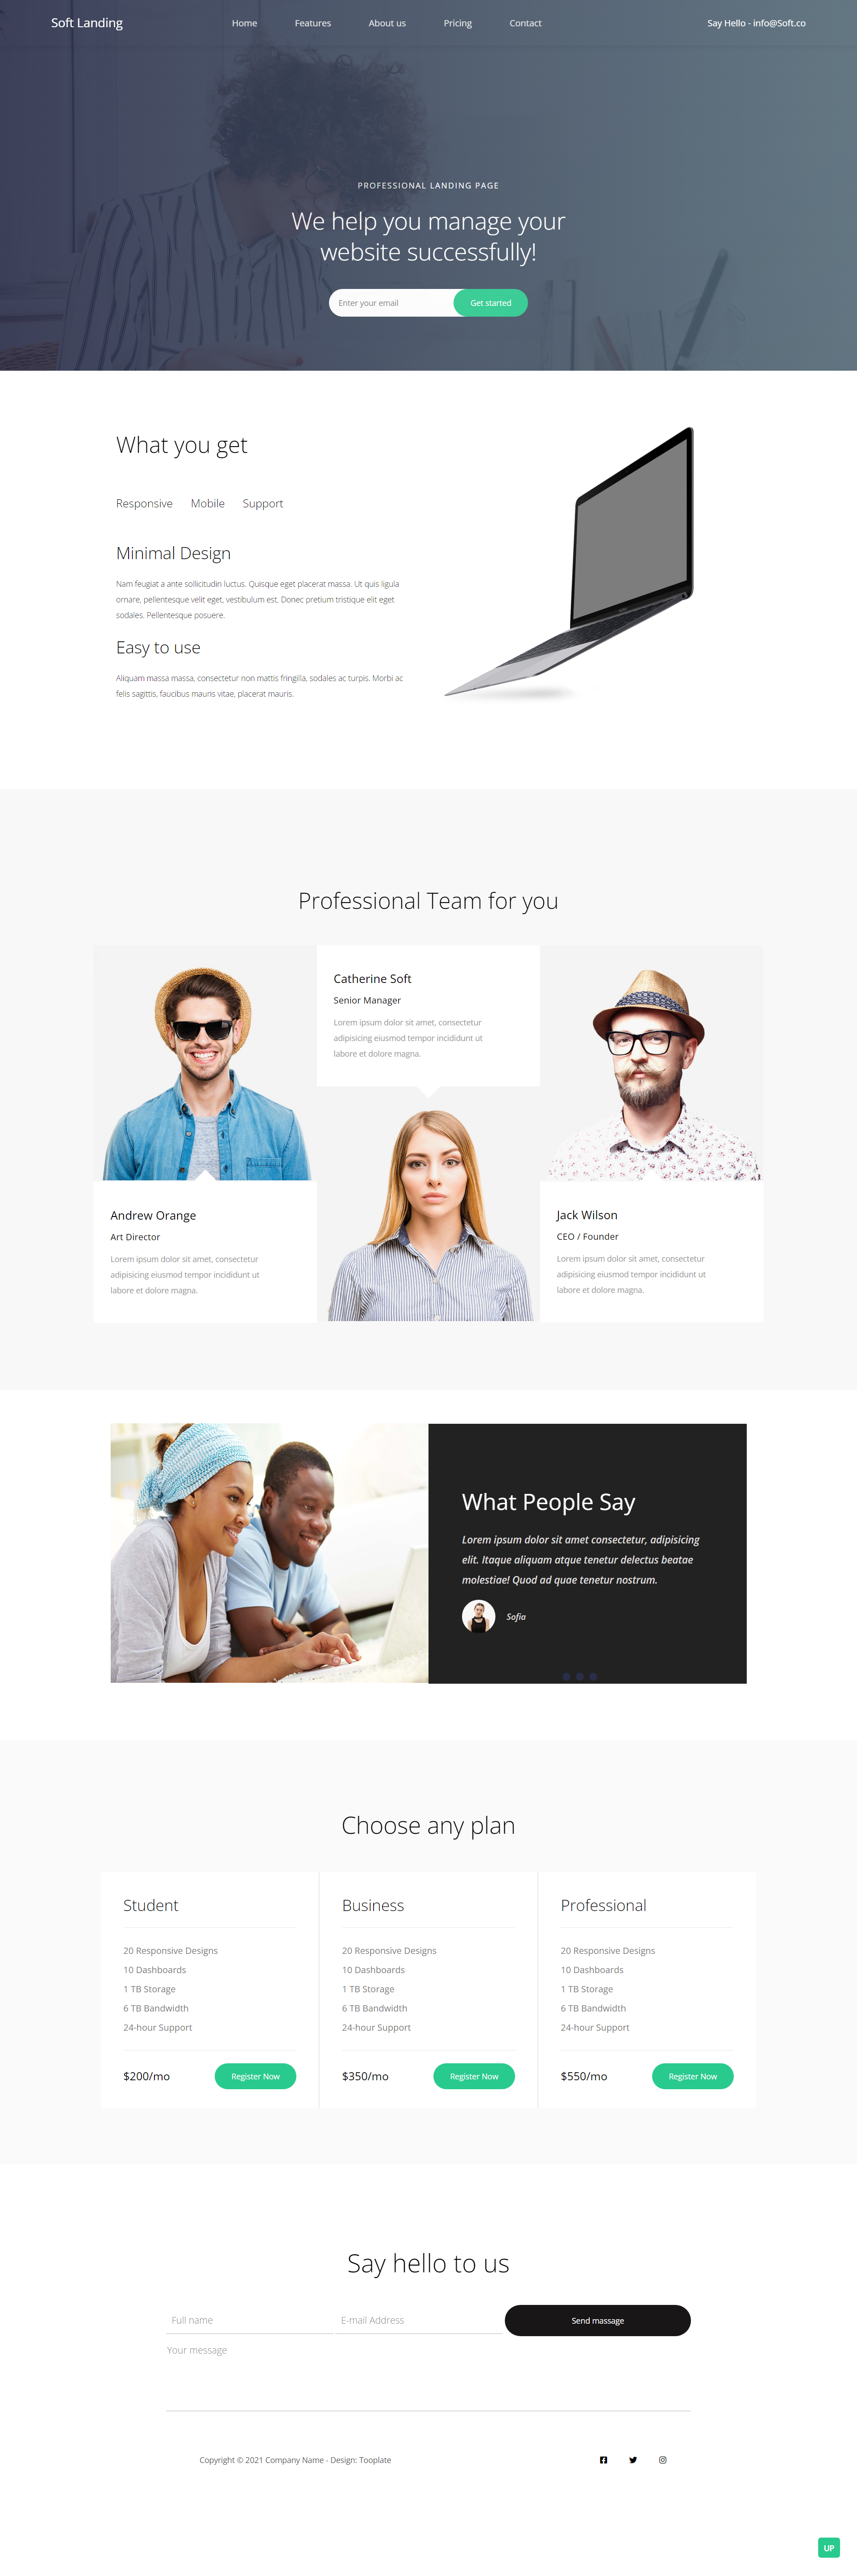 Soft Landing
Home
Features
About us
Pricing
Contact
Say Hello - info@Soft.co
PROFESSIONAL LANDING PAGE
We help you manage your
website successfully!
Enter your email
Get started
What you get
Responsive
Mobile
Support
Minimal Design
Nam feugiat a ante sollicitudin luctus. Quisque eget placerat massa. Ut quis ligula
ornare, pellentesque velit eget, vestibulum est. Donec pretium tristique elit eget
sodales. Pellentesque posuere.
Easy to use
Aliquam massa massa, consectetur non mattis fringilla, sodales ac turpis. Morbi ac
felis sagittis, faucibus mauris vitae, placerat mauris.
Professional Team for you
Andrew Orange
Art Director
Lorem ipsum dolor sit amet, consectetur
adipisicing eiusmod tempor incididunt ut
labore et dolore magna.
Catherine Soft
Senior Manager
Lorem ipsum dolor sit amet, consectetur
adipisicing eiusmod tempor incididunt ut
labore et dolore magna.
Jack Wilson
CEO / Founder
Lorem ipsum dolor sit amet, consectetur
adipisicing eiusmod tempor incididunt ut
labore et dolore magna.
What People Say
Lorem ipsum dolor sit amet consectetur, adipisicing
elit. Itaque aliquam atque tenetur delectus beatae
molestiae! Quod ad quae tenetur nostrum.
Sofia
Choose any plan
Student
20 Responsive Designs
10 Dashboards
1 TB Storage
6 TB Bandwidth
24-hour Support
$200/mo
Register Now
Business
20 Responsive Designs
10 Dashboards
1 TB Storage
6 TB Bandwidth
24-hour Support
$350/mo
Register Now
Professional
20 Responsive Designs
10 Dashboards
1 TB Storage
6 TB Bandwidth
24-hour Support
$550/mo
Register Now
Say hello to us
Full name
E-mail Address
Send massage
Your message
Copyright © 2021 Company Name - Design: Tooplate
UP